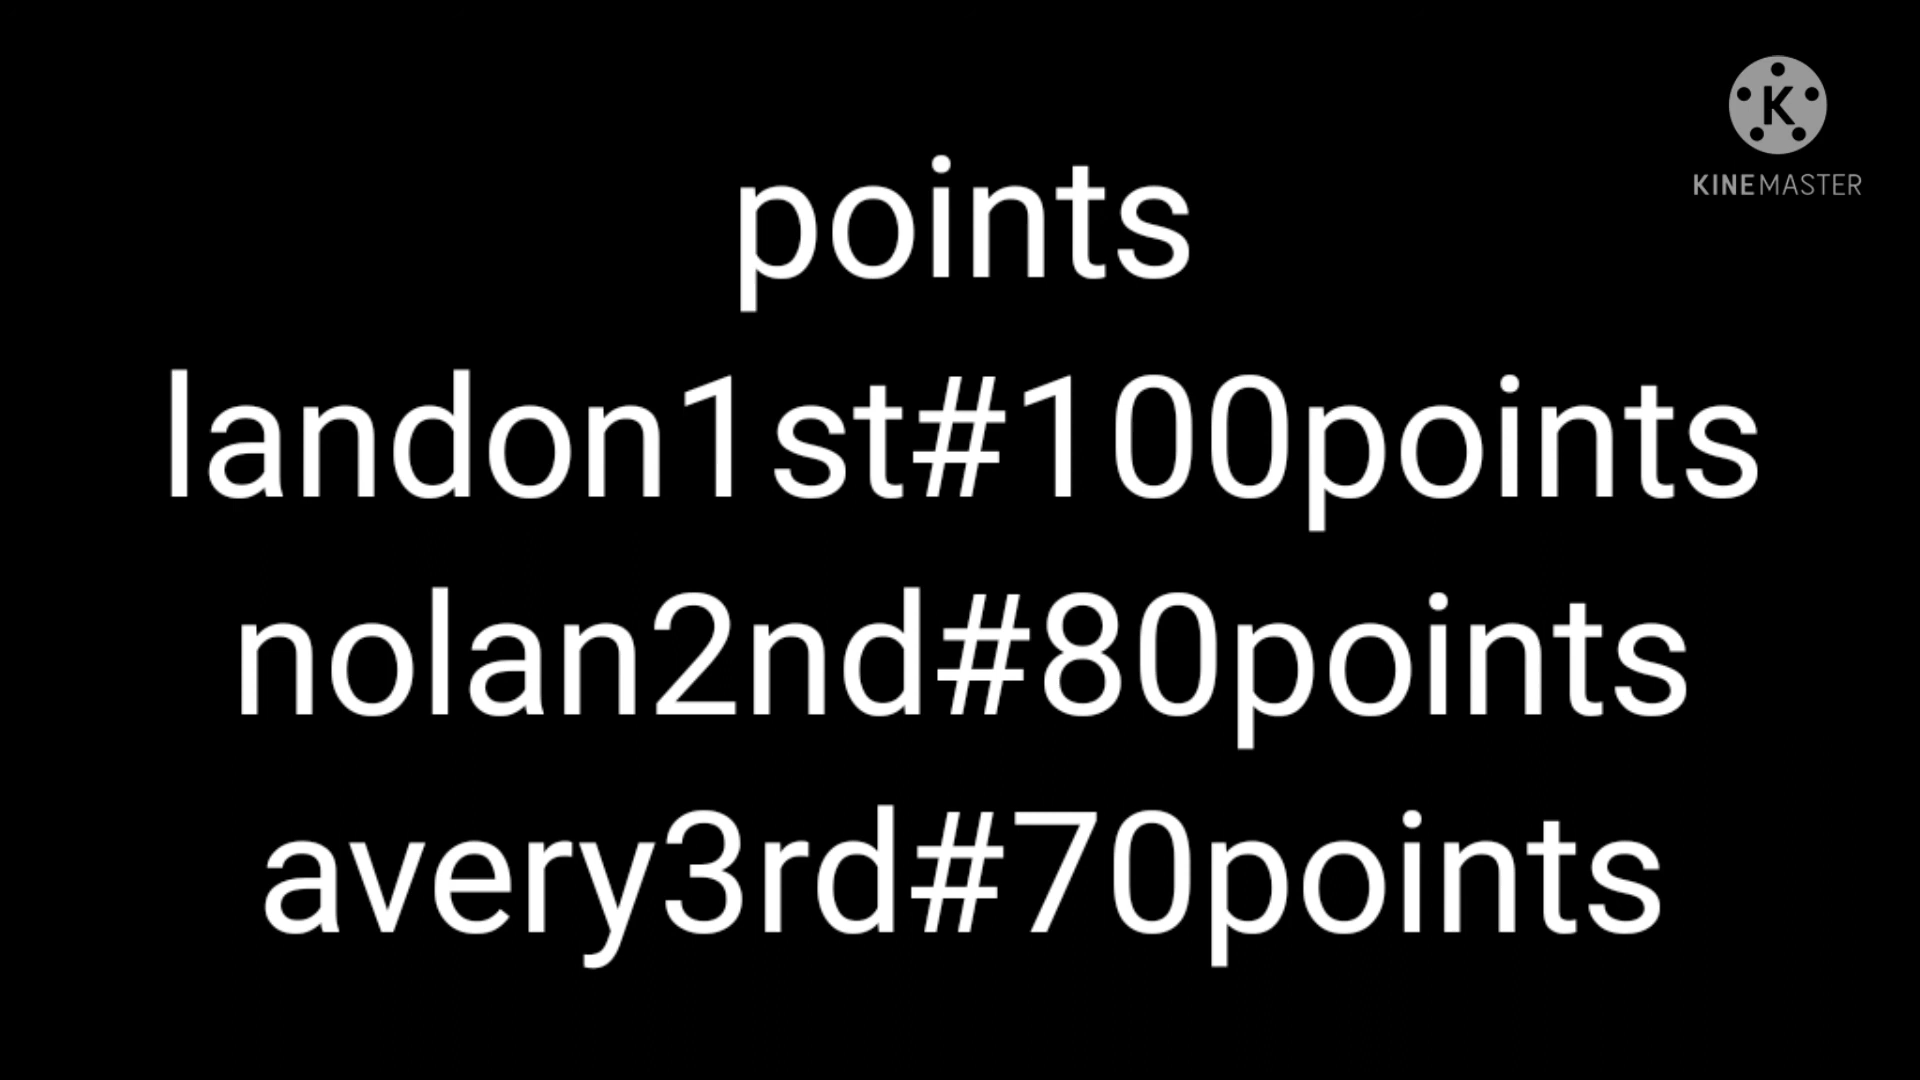 K
KINEMASTER
points
landon1st#100points
nolan2nd#80points
avery3rd#70points